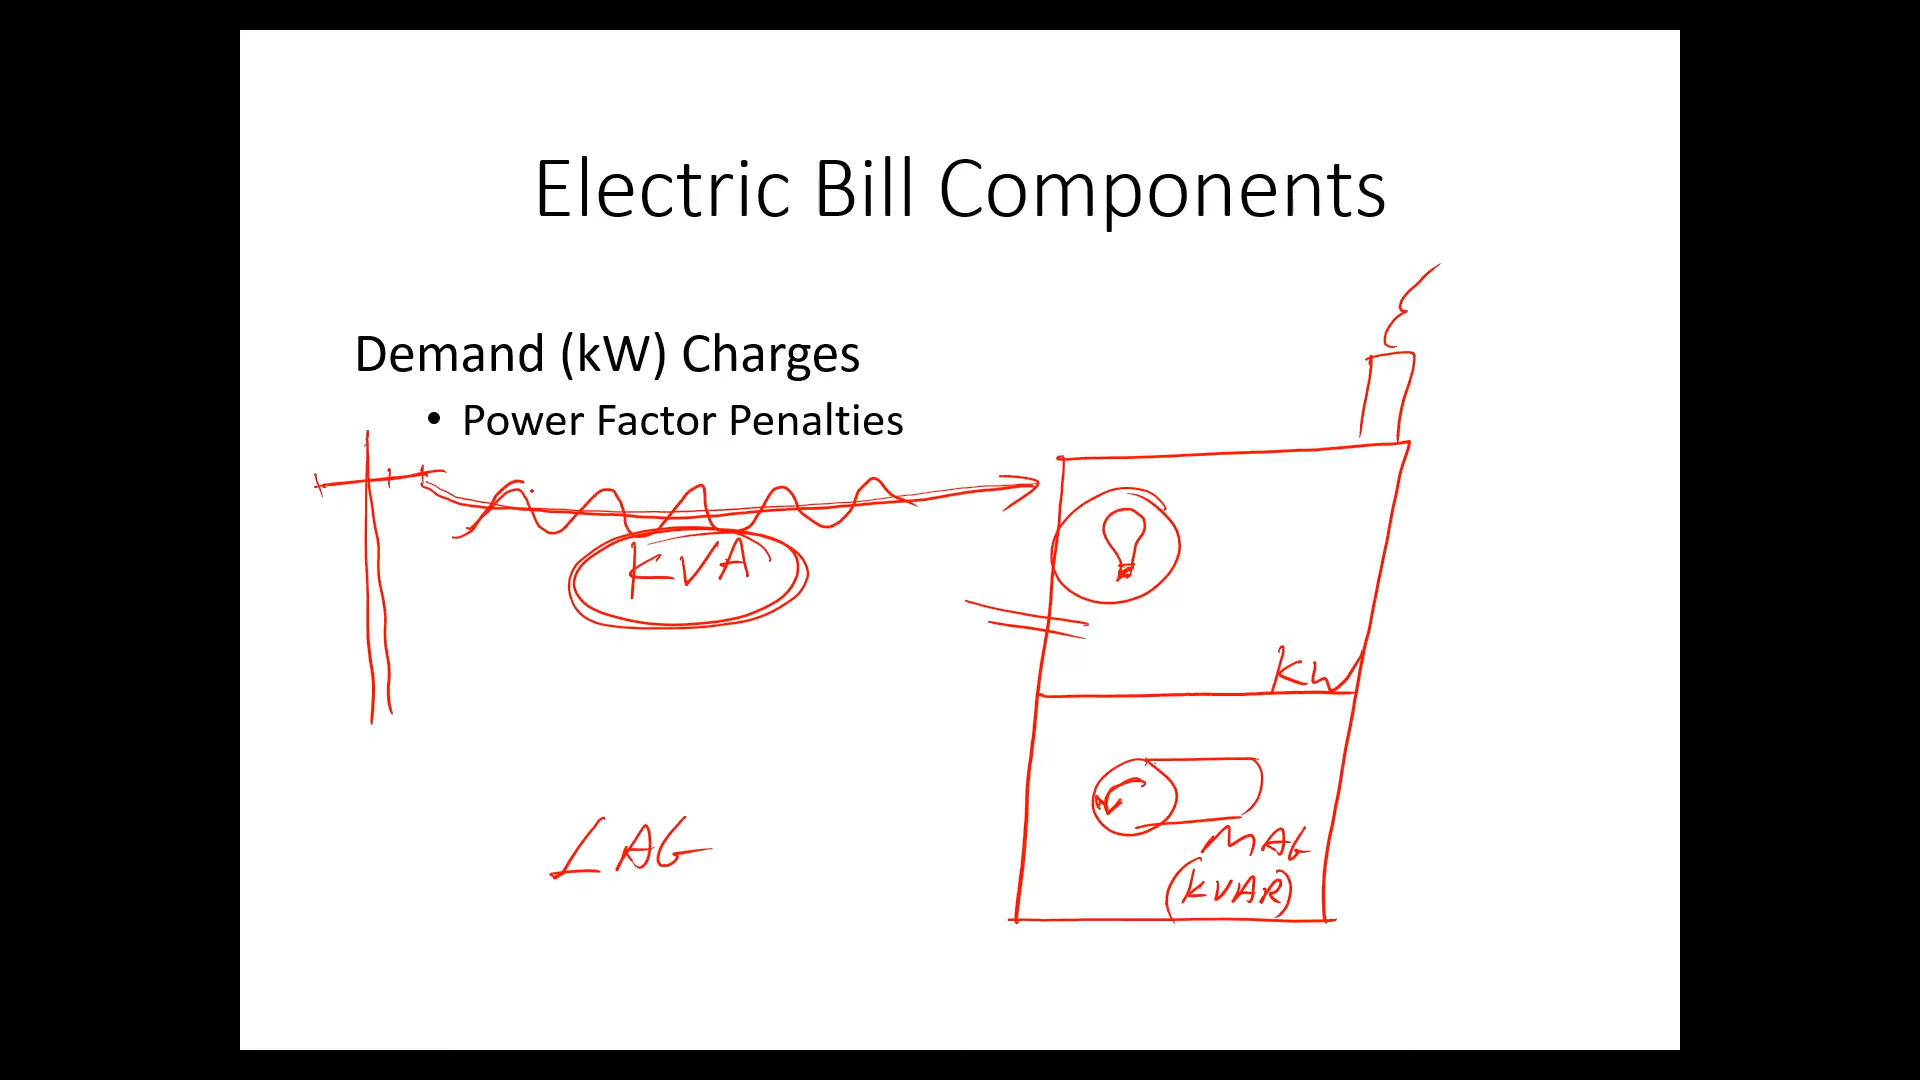 Electric Bill Components
Demand (kW) Charges
• Power Factor Penalties
KVA
KW
MAG
(KVAR)
LAG